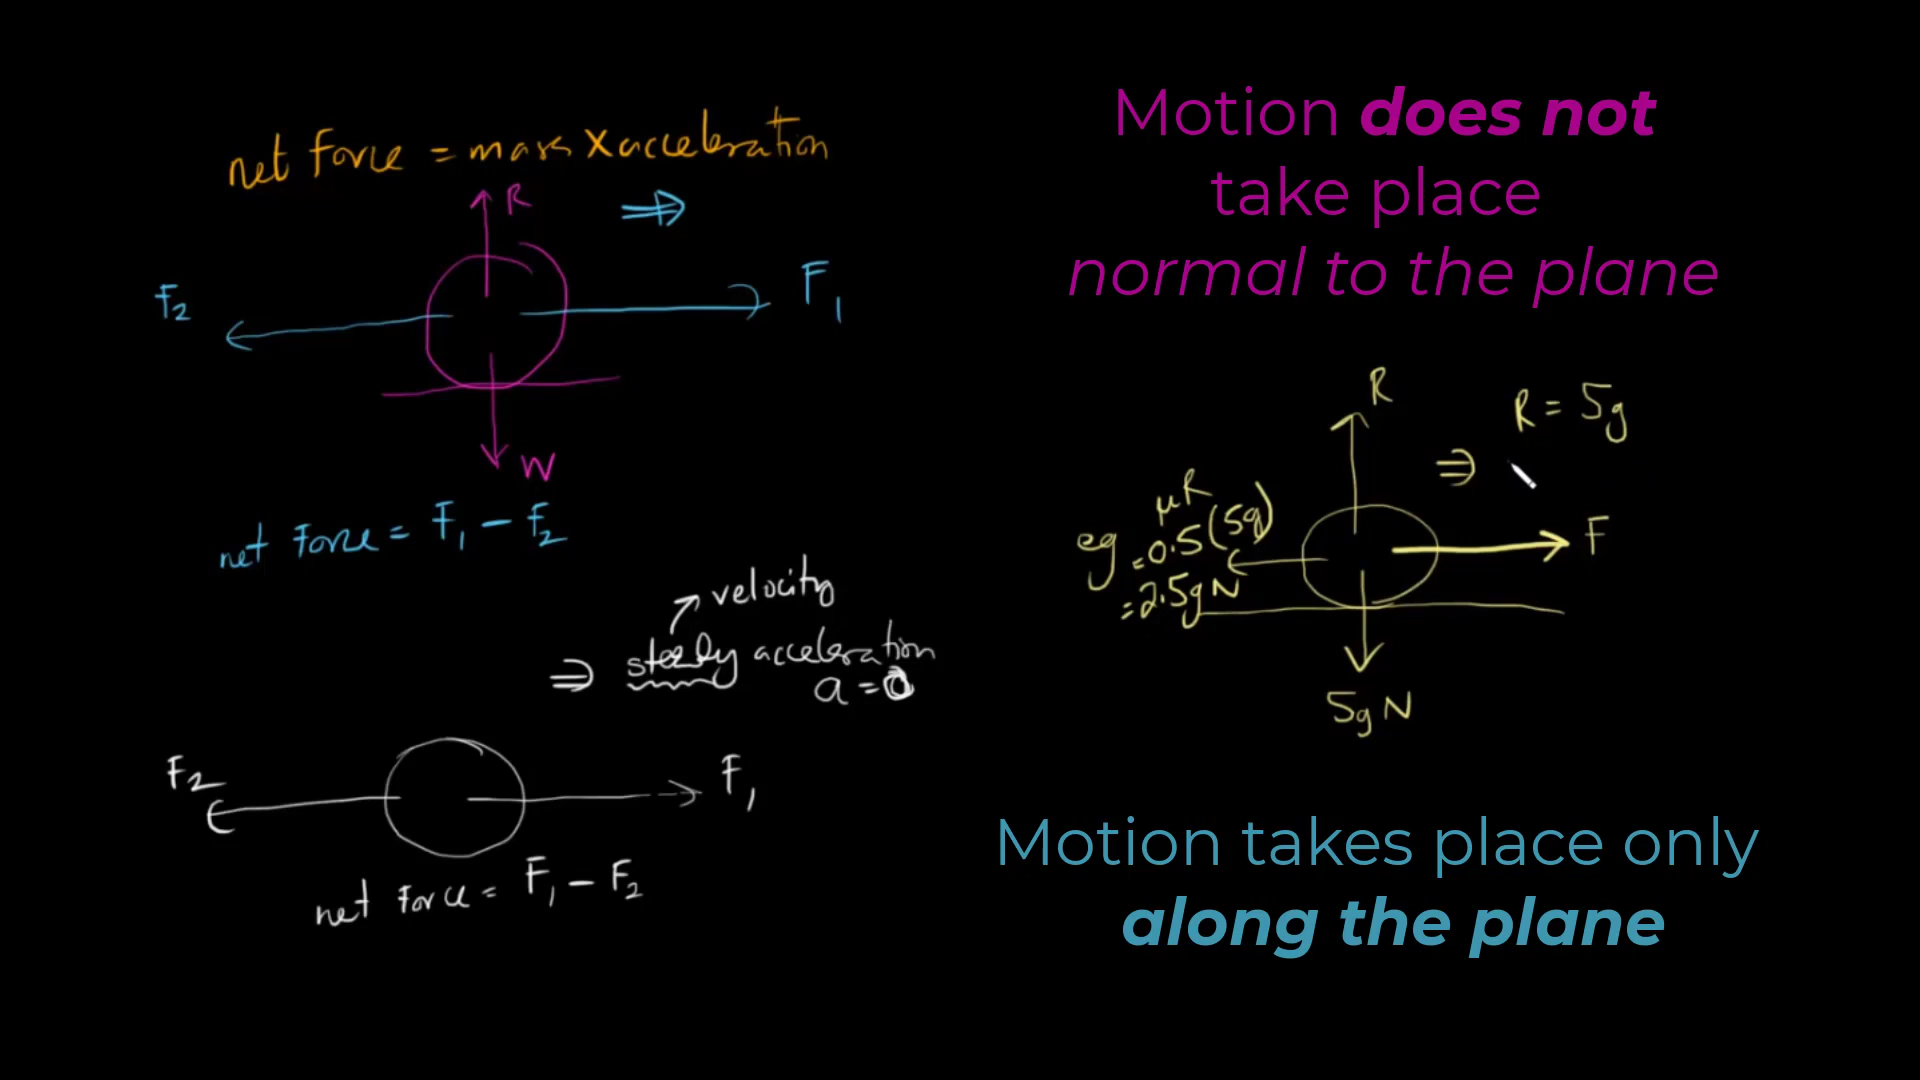 net Force = mass x acceleration
R
F₂
F₁
W
net Force = F₁ - F₂
velocity
steady acceleration
a = 0
F₂
F₁
net Force = F₁ - F₂
Motion does not
take place
normal to the plane
R
R = 5g
⇒
μR
eg = 0.5(5g)
= 2.5g N
F
5g N
Motion takes place only
along the plane